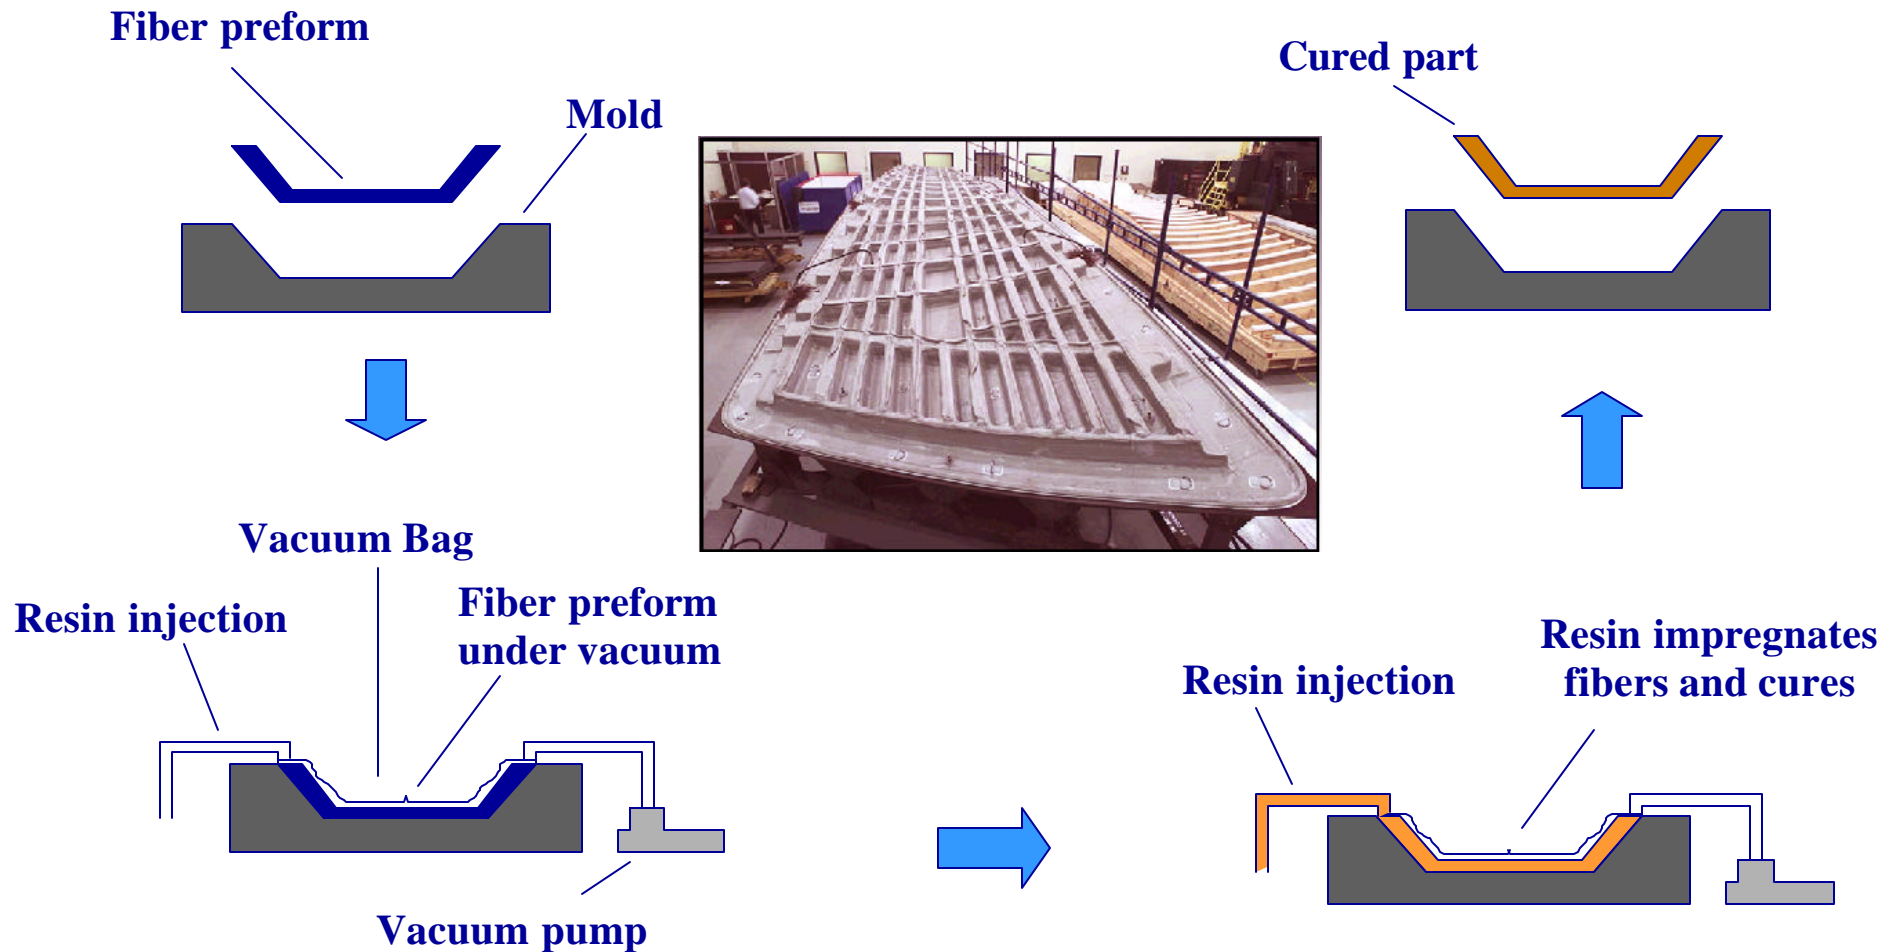 Fiber preform
Mold
Cured part
Vacuum Bag
Resin injection
Fiber preform
under vacuum
Vacuum pump
Resin injection
Resin impregnates
fibers and cures